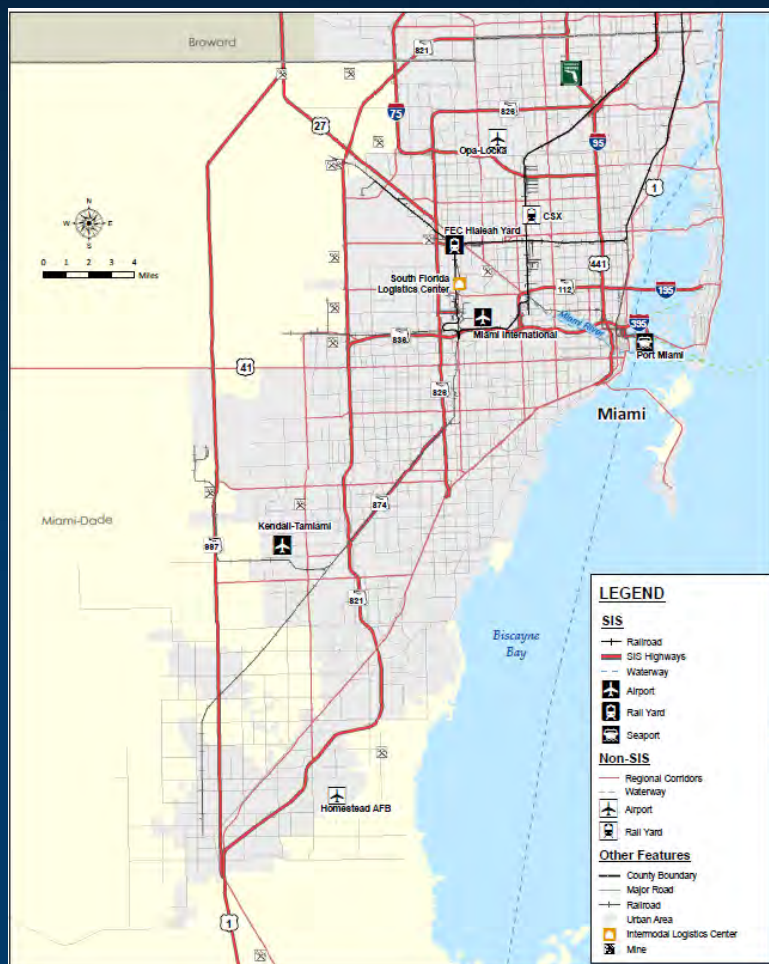 Broward
821
826
75
27
95
Opa-Locka
1
CSX
FEC Hialeah Yard
441
South Florida
Logistics Center
112
195
N
W
E
S
0 1 2 3 4
Miles
Miami International
Miami River
395
836
Port Miami
41
826
Miami
874
Miami-Dade
Kendall-Tamiami
997
821
Biscayne
Bay
Homestead AFB
1
LEGEND
SIS
Railroad
SIS Highways
Waterway
Airport
Rail Yard
Seaport
Non-SIS
Regional Corridors
Waterway
Airport
Rail Yard
Other Features
County Boundary
Major Road
Railroad
Urban Area
Intermodal Logistics Center
Mine